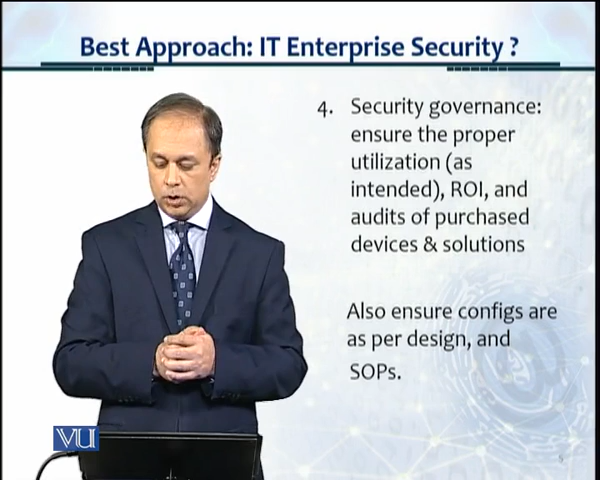 Best Approach: IT Enterprise Security ?
4. Security governance:
ensure the proper
utilization (as
intended), ROI, and
audits of purchased
devices & solutions
Also ensure configs are
as per design, and
SOPs.
VU
5